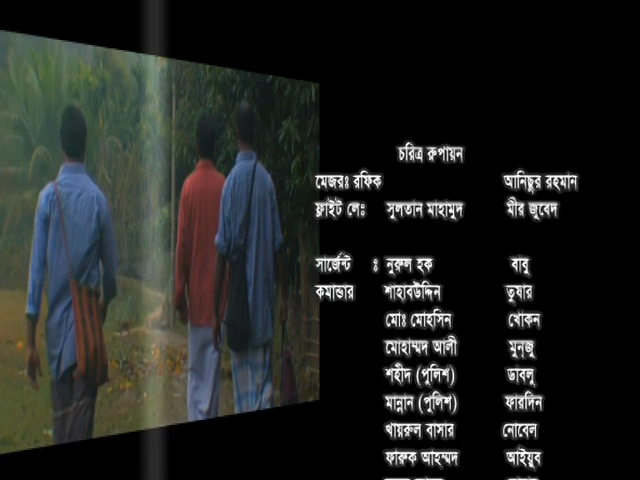 চরিত্র রুপায়ন
মেজরঃ রফিক আনিছুর রহমান
ফ্লাইট লেঃ সুলতান মাহামুদ মীর জুবেদ
সার্জেন্ট ঃ নুরুল হক বাবু
কমান্ডার শাহাবউদ্দিন তুষার
মোঃ মোহসিন খোকন
মোহাম্মদ আলী মুনজু
শহীদ (পুলিশ) ডাবলু
মান্নান (পুলিশ) ফারদিন
খায়রুল বাসার নোবেল
ফারুক আহম্মদ আইয়ুব